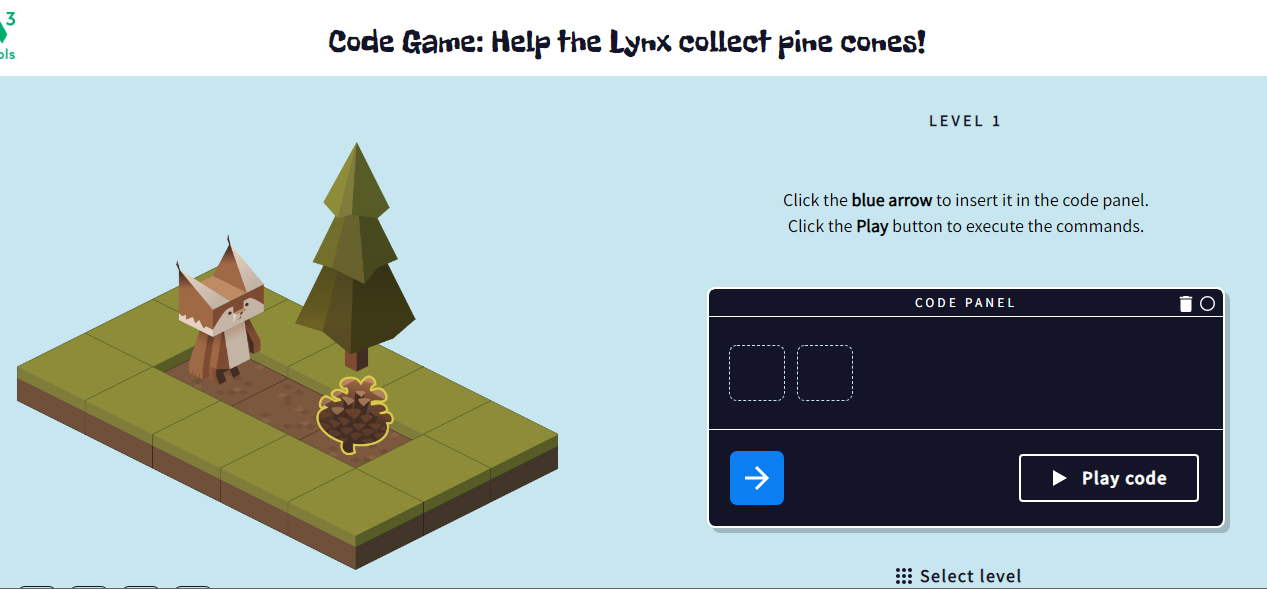 3
Code Game: Help the Lynx collect pine cones!
ols
LEVEL 1
Click the blue arrow to insert it in the code panel.
Click the Play button to execute the commands.
CODE PANEL
Play code
Select level